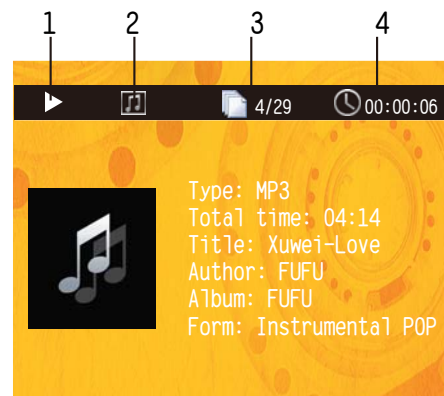 1 2 3 4
4/29 00:00:06
Type: MP3
Total time: 04:14
Title: Xuwei-Love
Author: FUFU
Album: FUFU
Form: Instrumental POP